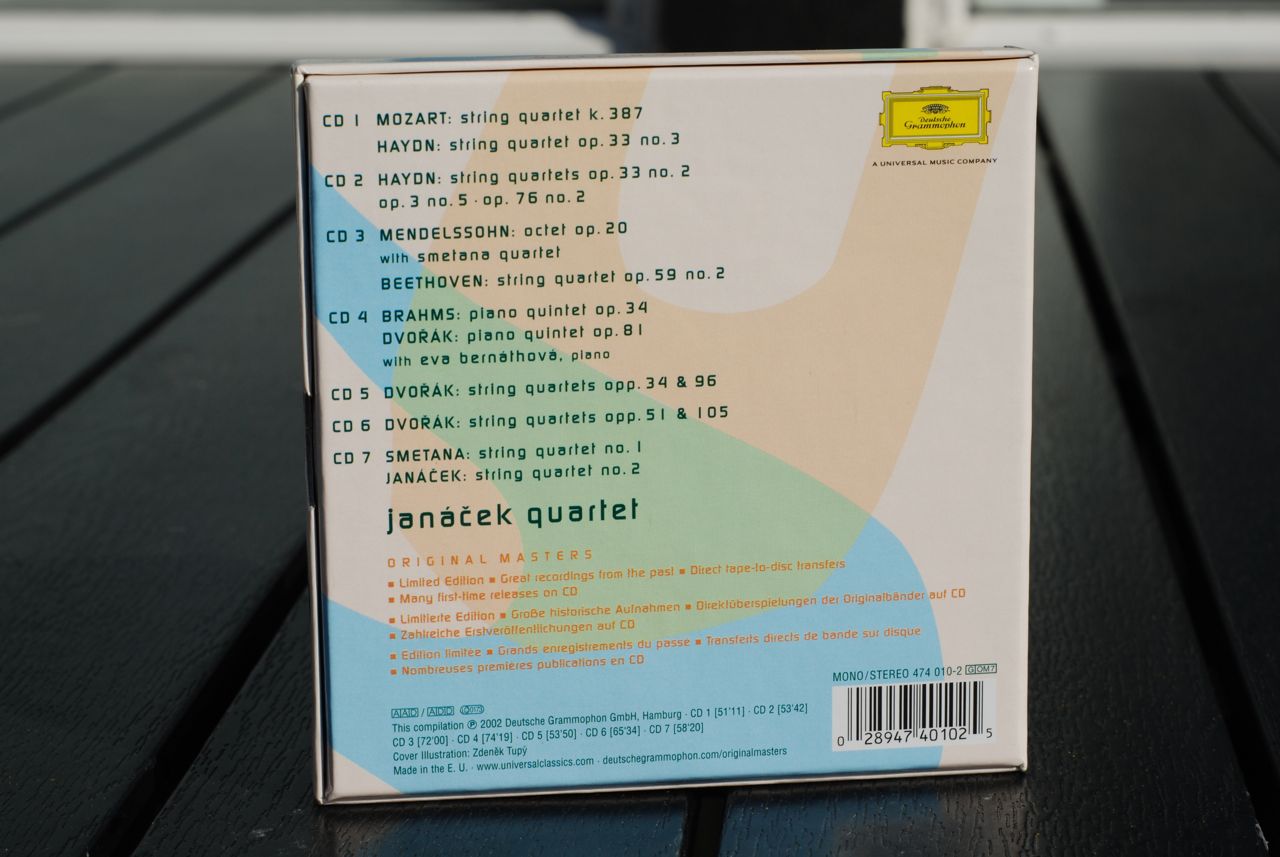 Deutsche
Grammophon
A UNIVERSAL MUSIC COMPANY
CD 1 MOZART: string quartet k. 387
HAYDN: string quartet op. 33 no. 3
CD 2 HAYDN: string quartets op. 33 no. 2
op. 3 no. 5 · op. 76 no. 2
CD 3 MENDELSSOHN: octet op. 20
with smetana quartet
BEETHOVEN: string quartet op. 59 no. 2
CD 4 BRAHMS: piano quintet op. 34
DVOŘÁK: piano quintet op. 81
with eva bernáthová, piano
CD 5 DVOŘÁK: string quartets opp. 34 & 96
CD 6 DVOŘÁK: string quartets opp. 51 & 105
CD 7 SMETANA: string quartet no. 1
JANÁČEK: string quartet no. 2
janáček quartet
ORIGINAL MASTERS
■ Limited Edition ■ Great recordings from the past ■ Direct tape-to-disc transfers
■ Many first-time releases on CD
■ Limitierte Edition ■ Große historische Aufnahmen ■ Direktüberspielungen der Originalbänder auf CD
■ Zahlreiche Erstveröffentlichungen auf CD
■ Edition limitée ■ Grands enregistrements du passe ■ Transferts directs de bande sur disque
■ Nombreuses premières publications en CD
MONO/STEREO 474 010-2 GOM7
0 28947 40102 5
AAD / ADD
This compilation ℗ 2002 Deutsche Grammophon GmbH, Hamburg · CD 1 [51'11] · CD 2 [53'42]
CD 3 [72'00] · CD 4 [74'19] · CD 5 [53'50] · CD 6 [65'34] · CD 7 [58'20]
Cover Illustration: Zdeněk Tupý
Made in the E. U. · www.universalclassics.com · deutschegrammophon.com/originalmasters